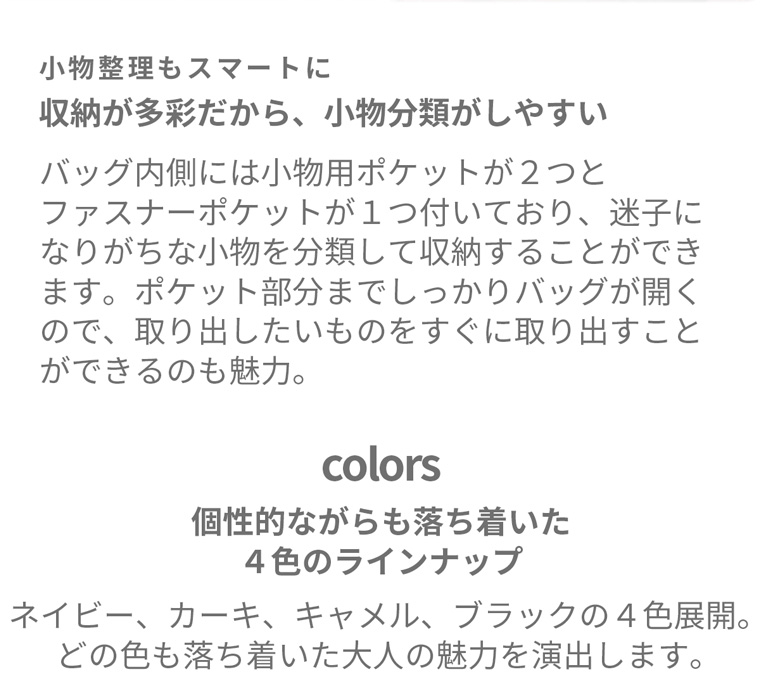 小物整理もスマートに
収納が多彩だから、小物分類がしやすい
バッグ内側には小物用ポケットが２つと
ファスナーポケットが１つ付いており、迷子に
なりがちな小物を分類して収納することができ
ます。ポケット部分までしっかりバッグが開く
ので、取り出したいものをすぐに取り出すこと
ができるのも魅力。
colors
個性的ながらも落ち着いた
４色のラインナップ
ネイビー、カーキ、キャメル、ブラックの４色展開。
どの色も落ち着いた大人の魅力を演出します。